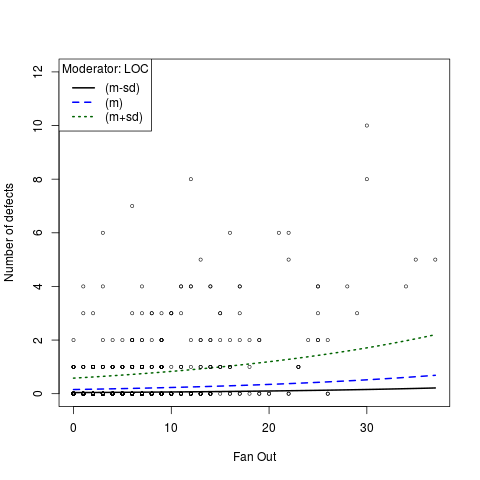 Moderator: LOC
(m-sd)
(m)
(m+sd)
Number of defects
12
10
8
6
4
2
0
0 10 20 30
Fan Out